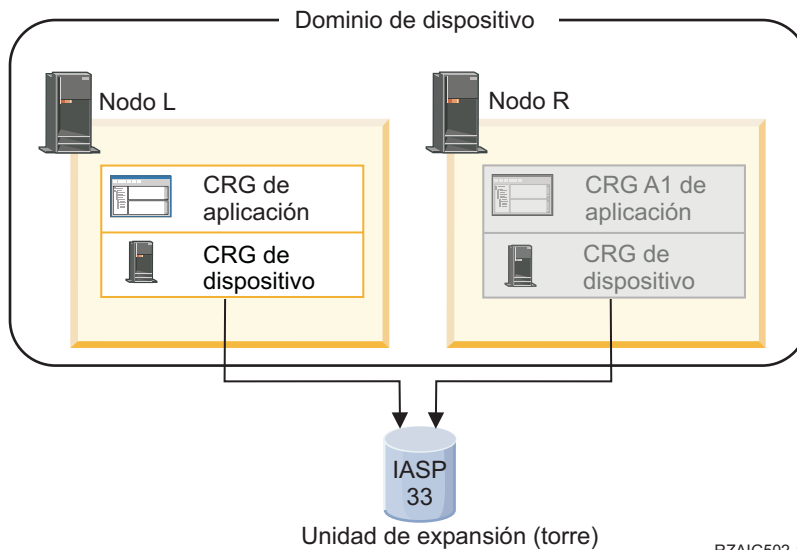 Dominio de dispositivo
Nodo L
Nodo R
CRG de
aplicación
CRG de
dispositivo
CRG A1 de
aplicación
CRG de
dispositivo
IASP
33
Unidad de expansión (torre)